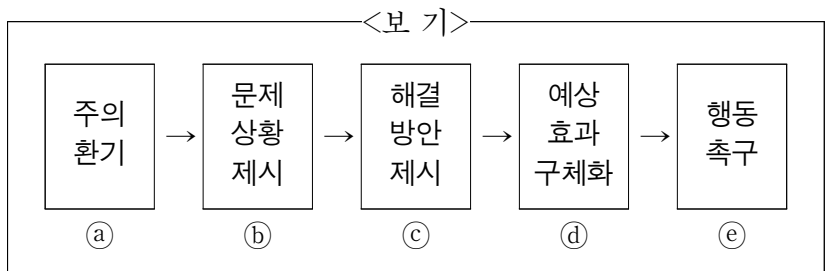 <보 기>
주의
환기
→
문제
상황
제시
→
해결
방안
제시
→
예상
효과
구체화
→
행동
촉구
ⓐ ⓑ ⓒ ⓓ ⓔ